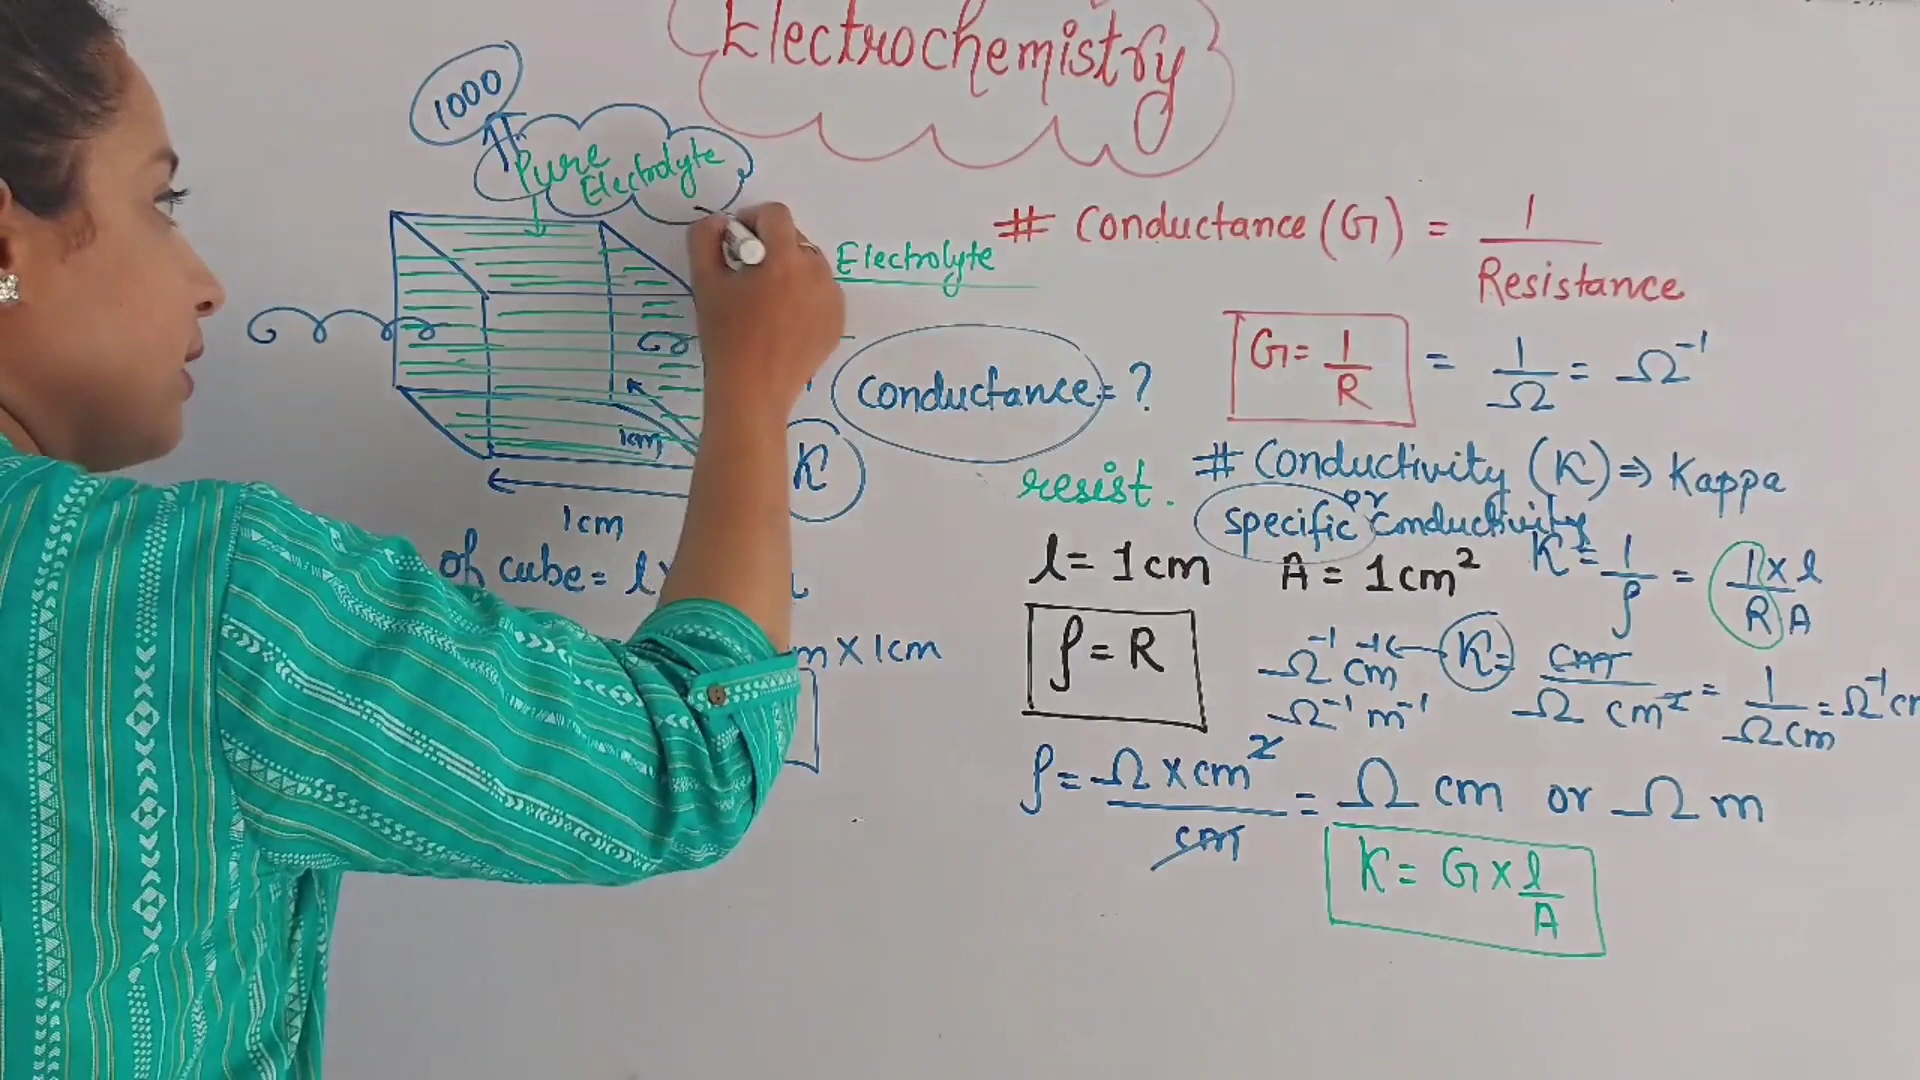 Electrochemistry
1000
Pure
Electrolyte
Electrolyte
1cm
1cm
K
Conductance = ?
of cube = l
m X 1cm
# Conductance (G) = 1 / Resistance
G = 1/R = 1/Ω = Ω⁻¹
# Conductivity (K) ⇒ Kappa
or
specific conductivity
resist.
l = 1cm A = 1cm²
K = 1/ρ = 1/R × l/A
ρ = R
Ω⁻¹ cm⁻¹ ← K = cm / Ω cm² = 1 / Ω cm = Ω⁻¹ c
Ω⁻¹ m⁻¹
ρ = Ω × cm² / cm = Ω cm or Ω m
K = G × l/A